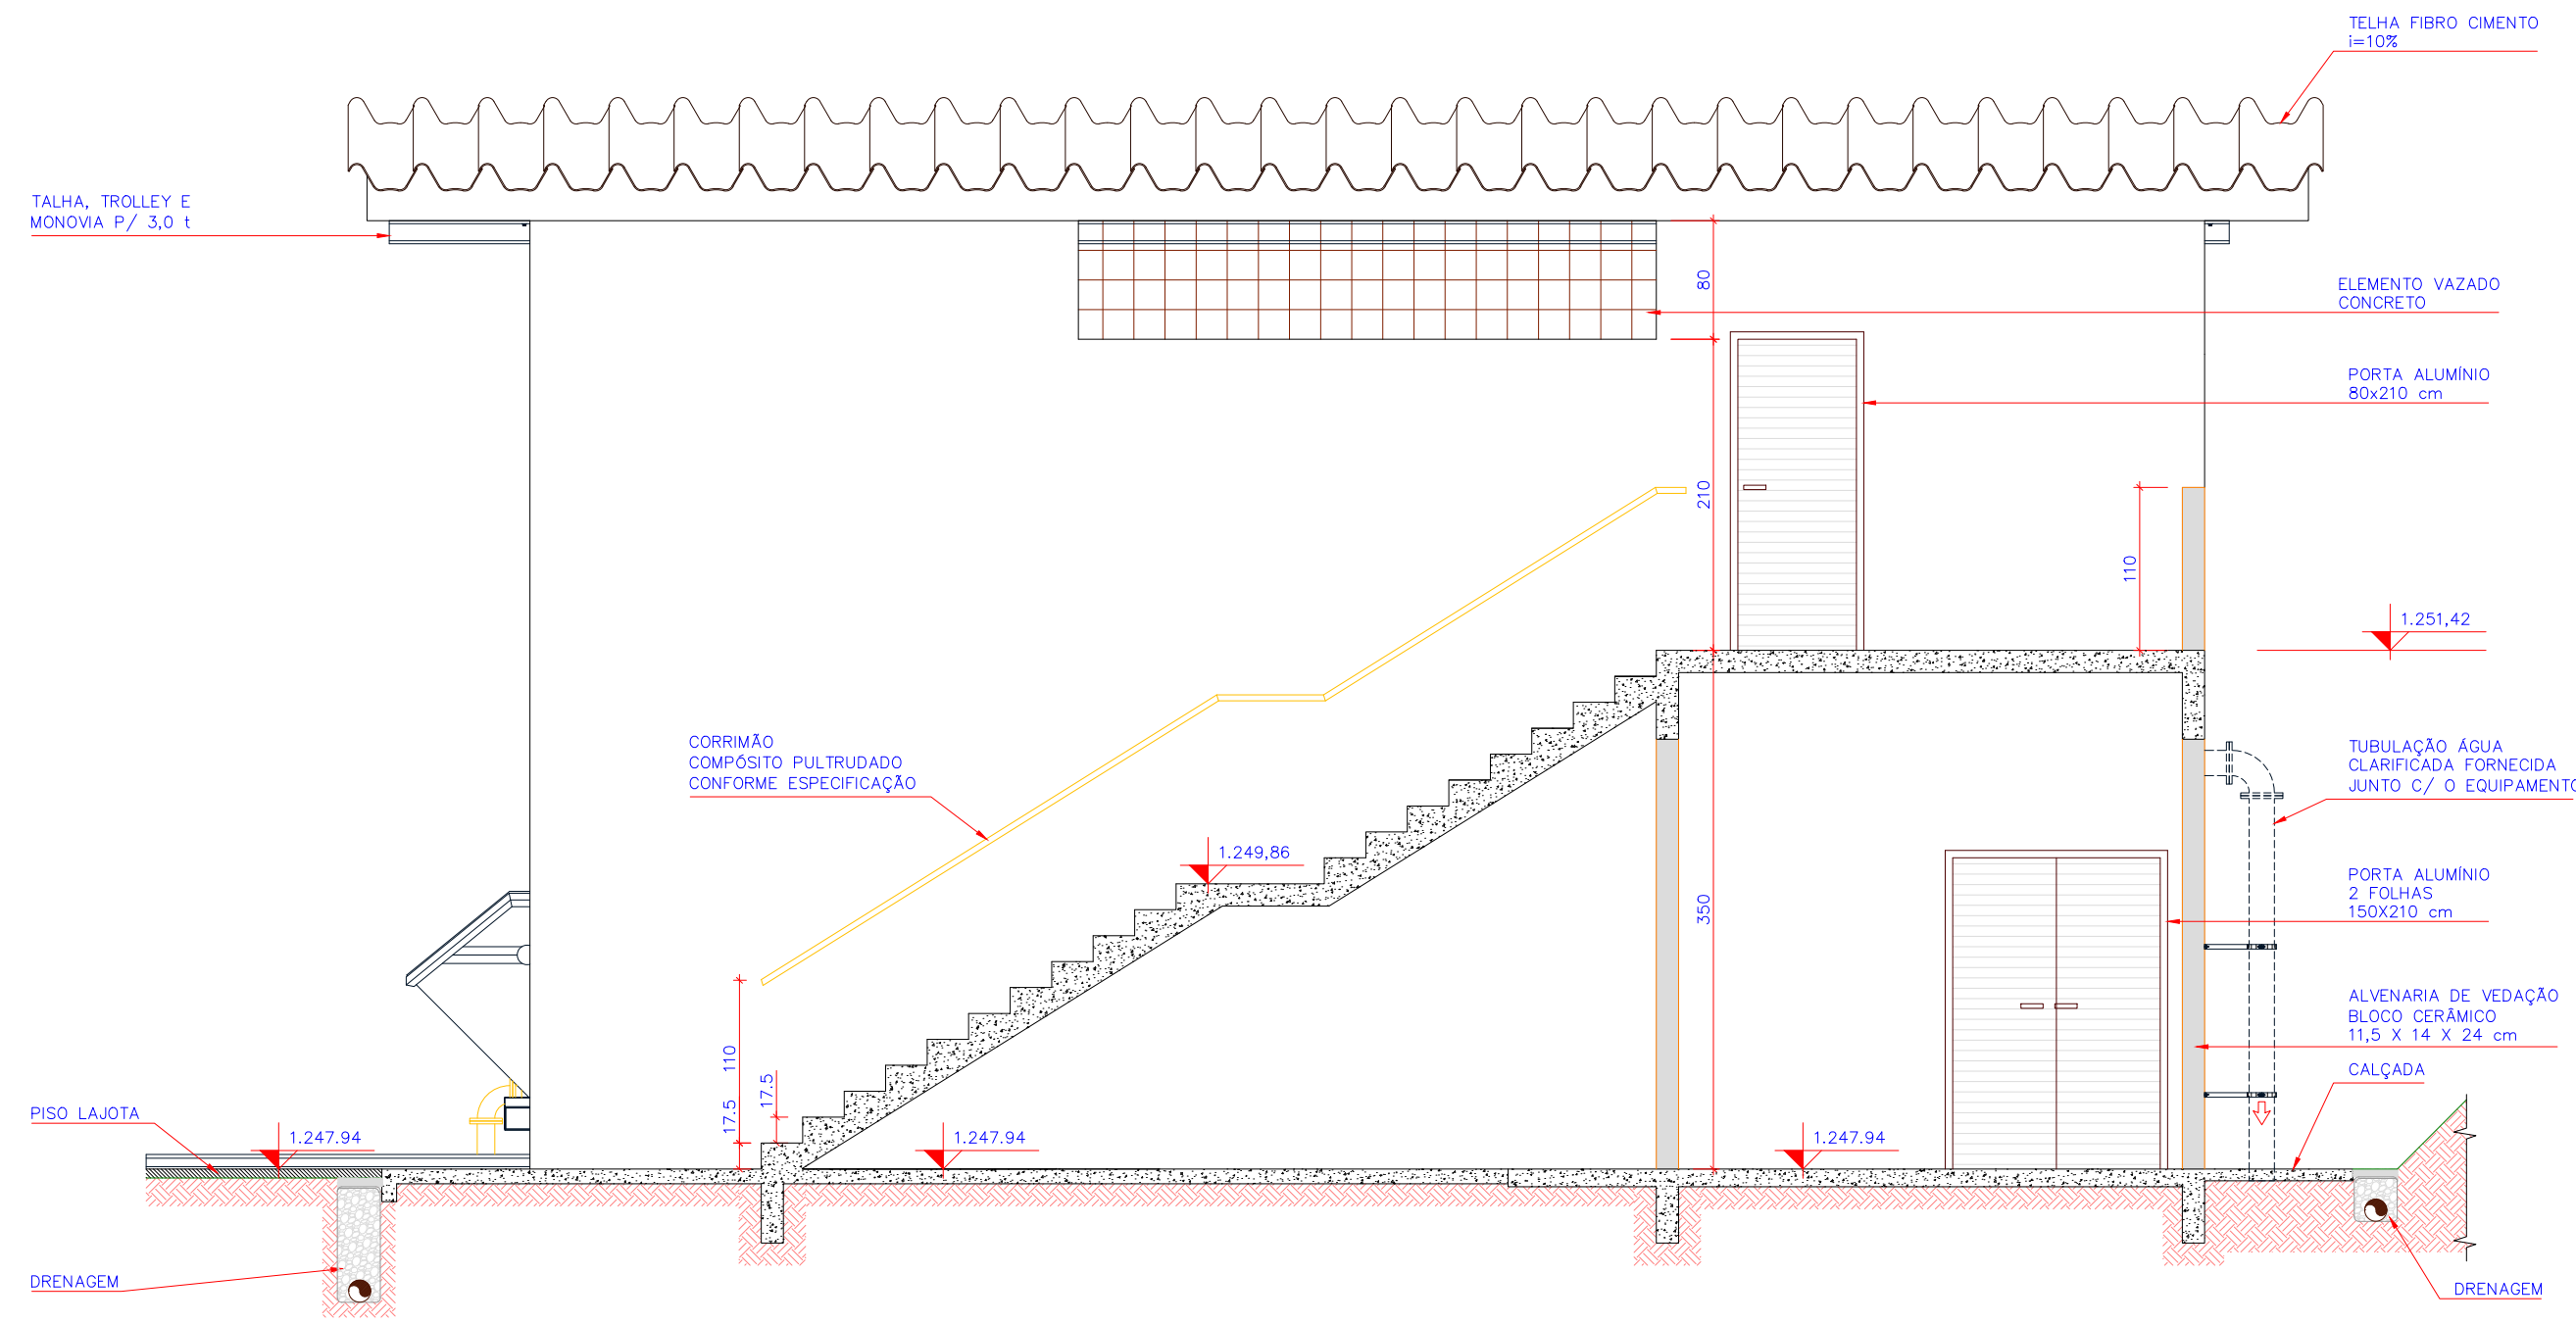 TELHA FIBRO CIMENTO
i=10%
TALHA, TROLLEY E
MONOVIA P/ 3,0 t
80
ELEMENTO VAZADO
CONCRETO
PORTA ALUMÍNIO
80x210 cm
210
110
1.251,42
CORRIMÃO
COMPÓSITO PULTRUDADO
CONFORME ESPECIFICAÇÃO
TUBULAÇÃO ÁGUA
CLARIFICADA FORNECIDA
JUNTO C/ O EQUIPAMENTO
1.249,86
350
PORTA ALUMÍNIO
2 FOLHAS
150X210 cm
ALVENARIA DE VEDAÇÃO
BLOCO CERÂMICO
11,5 X 14 X 24 cm
110
17.5
17.5
CALÇADA
PISO LAJOTA
1.247.94
1.247.94
1.247.94
DRENAGEM
DRENAGEM